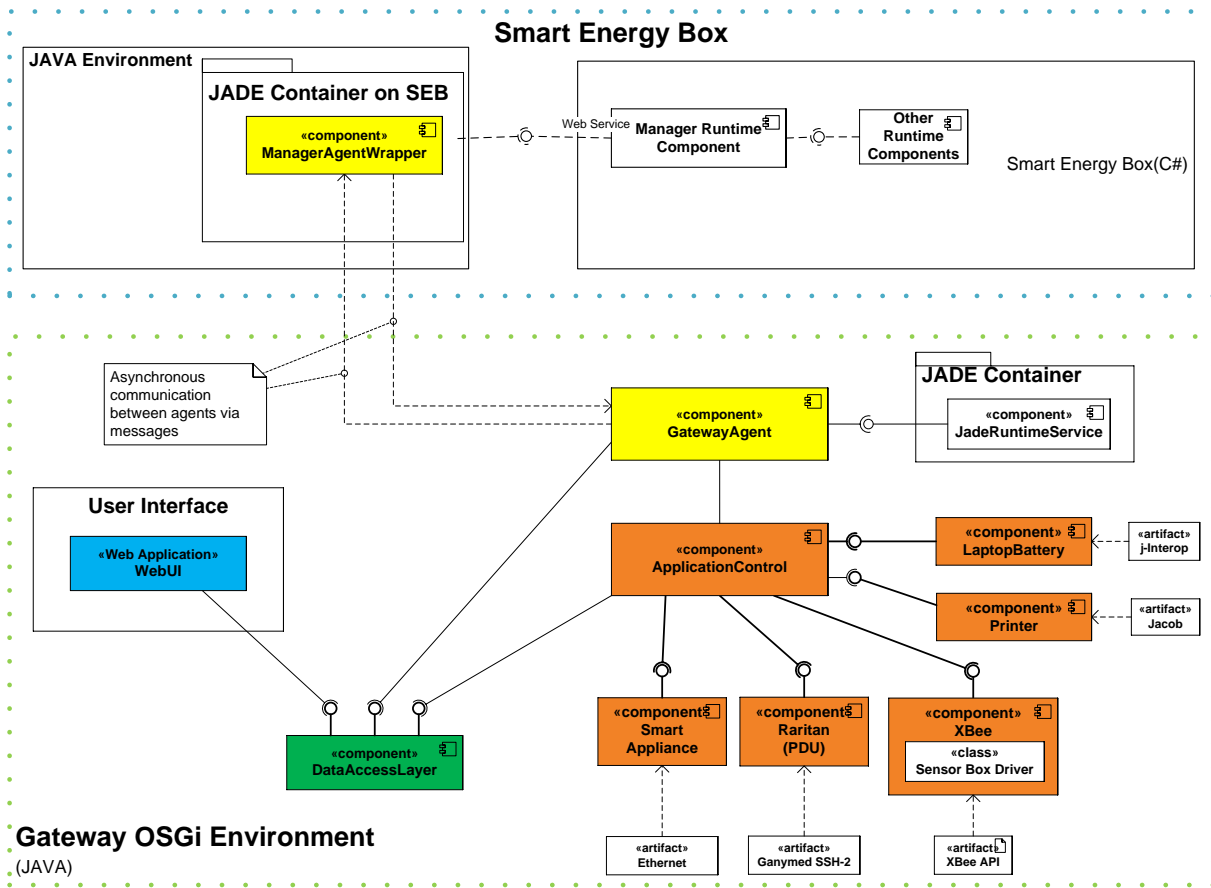 Smart Energy Box
JAVA Environment
JADE Container on SEB
«component»
ManagerAgentWrapper
Web Service
Manager Runtime
Component
Other
Runtime
Components
Smart Energy Box(C#)
Asynchronous
communication
between agents via
messages
«component»
GatewayAgent
JADE Container
«component»
JadeRuntimeService
User Interface
«Web Application»
WebUI
«component»
ApplicationControl
«component»
LaptopBattery
«artifact»
j-Interop
«component»
Printer
«artifact»
Jacob
«component»
Smart
Appliance
«component»
Raritan
(PDU)
«component»
XBee
«class»
Sensor Box Driver
«component»
DataAccessLayer
Gateway OSGi Environment
(JAVA)
«artifact»
Ethernet
«artifact»
Ganymed SSH-2
«artifact»
XBee API